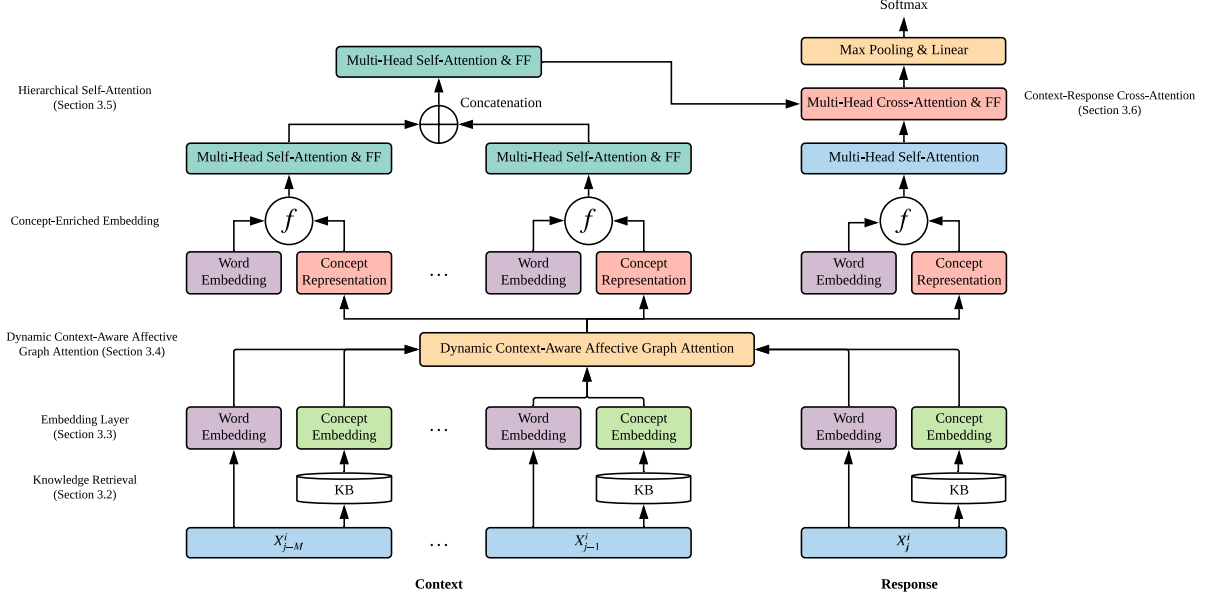 Softmax
Max Pooling & Linear
Multi-Head Self-Attention & FF
Hierarchical Self-Attention
(Section 3.5)
Concatenation
Multi-Head Cross-Attention & FF
Context-Response Cross-Attention
(Section 3.6)
Multi-Head Self-Attention & FF
Multi-Head Self-Attention & FF
Multi-Head Self-Attention
Concept-Enriched Embedding
f
f
f
Word
Embedding
Concept
Representation
...
Word
Embedding
Concept
Representation
Word
Embedding
Concept
Representation
Dynamic Context-Aware Affective
Graph Attention (Section 3.4)
Dynamic Context-Aware Affective Graph Attention
Embedding Layer
(Section 3.3)
Word
Embedding
Concept
Embedding
...
Word
Embedding
Concept
Embedding
Word
Embedding
Concept
Embedding
Knowledge Retrieval
(Section 3.2)
KB
KB
KB
X^i_{j-M}
...
X^i_{j-1}
X^i_j
Context
Response